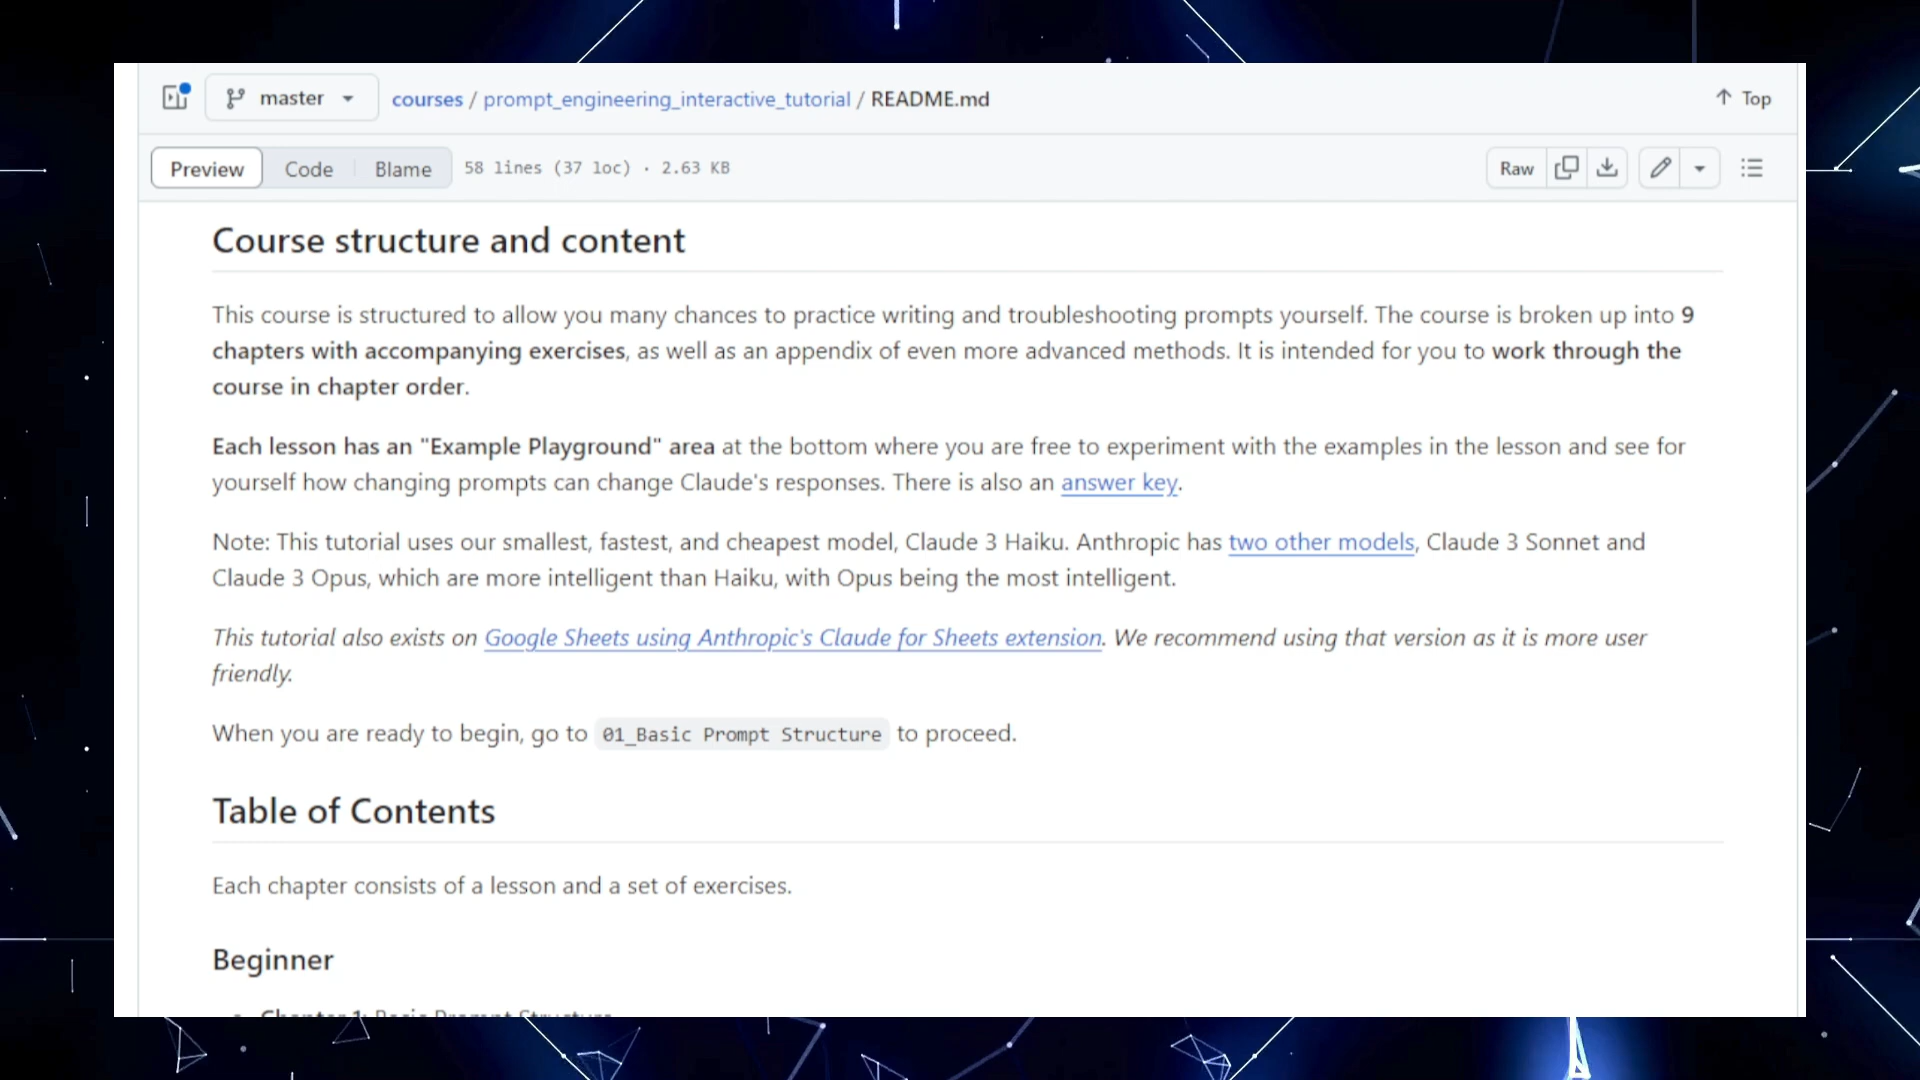 master
courses / prompt_engineering_interactive_tutorial / README.md
Top
Preview
Code
Blame
58 lines (37 loc) · 2.63 KB
Raw
Course structure and content
This course is structured to allow you many chances to practice writing and troubleshooting prompts yourself. The course is broken up into 9
chapters with accompanying exercises, as well as an appendix of even more advanced methods. It is intended for you to work through the
course in chapter order.
Each lesson has an "Example Playground" area at the bottom where you are free to experiment with the examples in the lesson and see for
yourself how changing prompts can change Claude's responses. There is also an answer key.
Note: This tutorial uses our smallest, fastest, and cheapest model, Claude 3 Haiku. Anthropic has two other models, Claude 3 Sonnet and
Claude 3 Opus, which are more intelligent than Haiku, with Opus being the most intelligent.
This tutorial also exists on Google Sheets using Anthropic's Claude for Sheets extension. We recommend using that version as it is more user
friendly.
When you are ready to begin, go to 01_Basic Prompt Structure to proceed.
Table of Contents
Each chapter consists of a lesson and a set of exercises.
Beginner
Chapter 1: Basic Prompt Structure